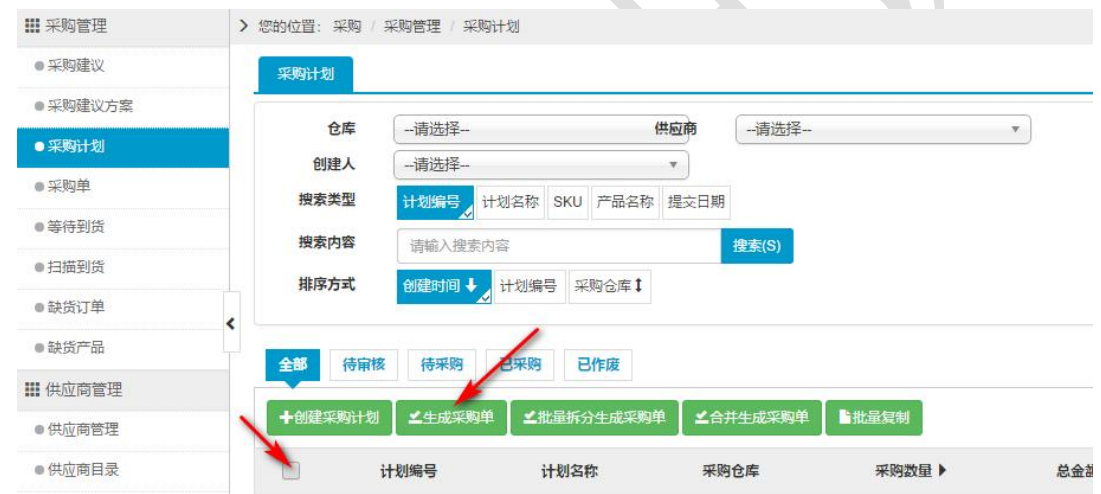 采购管理
采购建议
采购建议方案
采购计划
采购单
等待到货
扫描到货
缺货订单
缺货产品
供应商管理
供应商管理
供应商目录
您的位置: 采购 / 采购管理 / 采购计划
采购计划
仓库 --请选择-- 供应商 --请选择--
创建人 --请选择--
搜索类型 计划编号 计划名称 SKU 产品名称 提交日期
搜索内容 请输入搜索内容 搜索(S)
排序方式 创建时间 计划编号 采购仓库
全部 待审核 待采购 已采购 已作废
创建采购计划 生成采购单 批量拆分生成采购单 合并生成采购单 批量复制
计划编号 计划名称 采购仓库 采购数量 总金